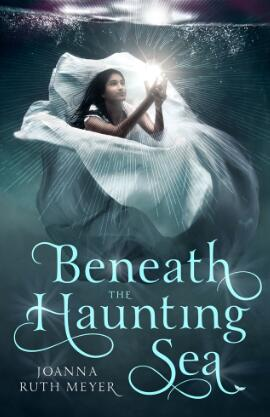 Beneath
THE
Haunting
Sea
JOANNA
RUTH MEYER